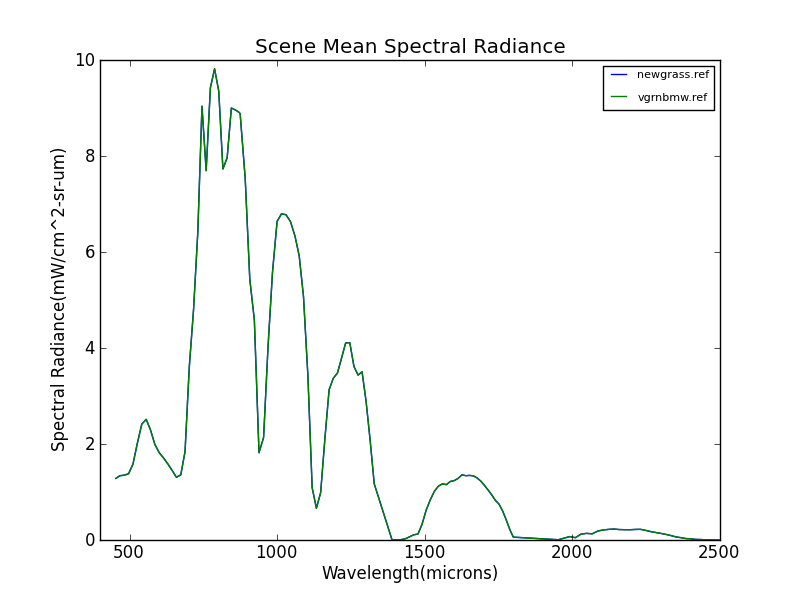 Scene Mean Spectral Radiance
newgrass.ref
vgrnbmw.ref
Spectral Radiance(mW/cm^2-sr-um)
10
8
6
4
2
0
500
1000
1500
2000
2500
Wavelength(microns)